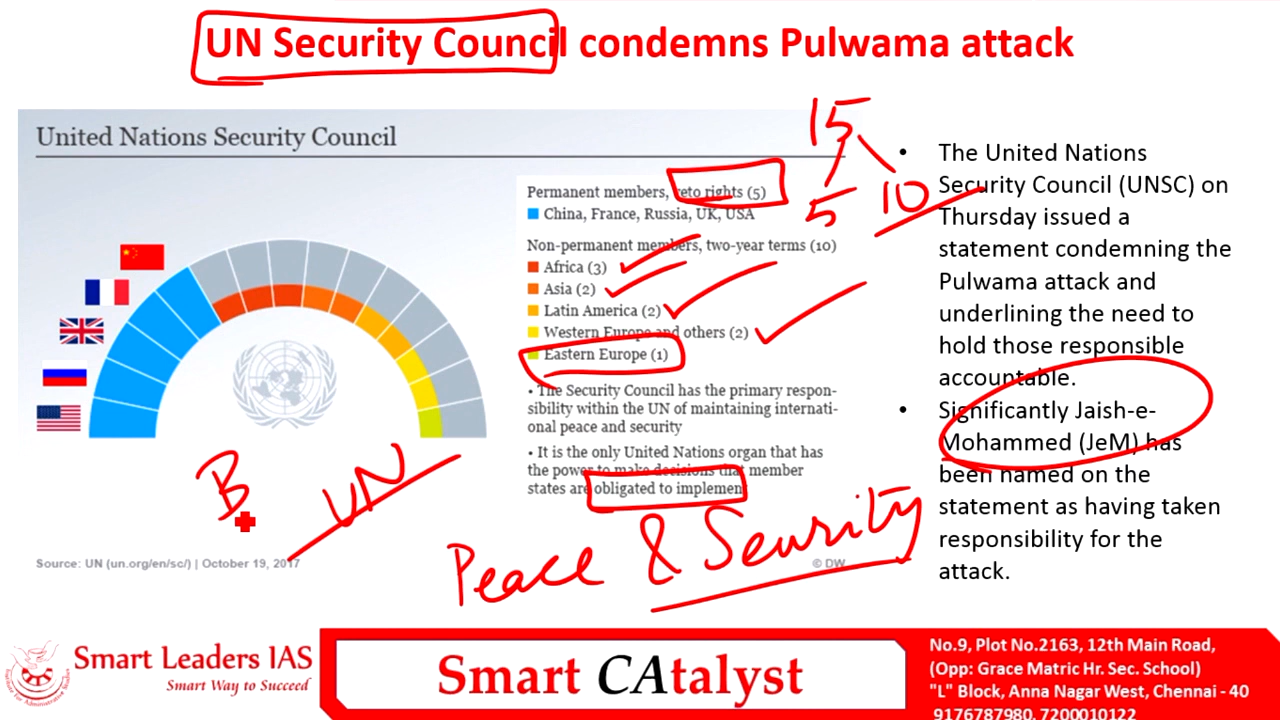 UN Security Council condemns Pulwama attack
United Nations Security Council
Permanent members, veto rights (5)
China, France, Russia, UK, USA
Non-permanent members, two-year terms (10)
Africa (3)
Asia (2)
Latin America (2)
Western Europe and others (2)
Eastern Europe (1)
• The Security Council has the primary respon-
sibility within the UN of maintaining internati-
onal peace and security
• It is the only United Nations organ that has
the power to make decisions that member
states are obligated to implement
Source: UN (un.org/en/sc/) | October 19, 2017
© DW
15
5 10
B
UN
Peace & Seurity
• The United Nations
Security Council (UNSC) on
Thursday issued a
statement condemning the
Pulwama attack and
underlining the need to
hold those responsible
accountable.
• Significantly Jaish-e-
Mohammed (JeM) has
been named on the
statement as having taken
responsibility for the
attack.
Smart Leaders IAS
Smart Way to Succeed
Smart CAtalyst
No.9, Plot No.2163, 12th Main Road,
(Opp: Grace Matric Hr. Sec. School)
"L" Block, Anna Nagar West, Chennai - 40
9176787980, 7200010122